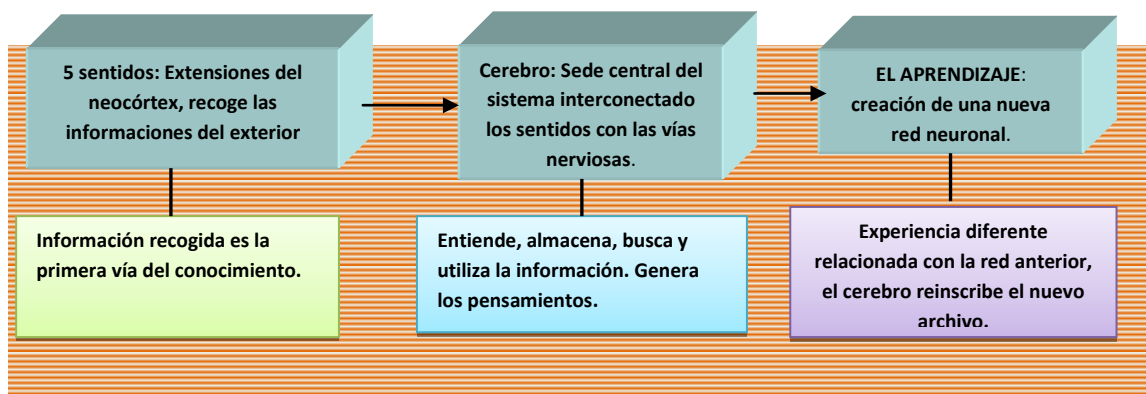 5 sentidos: Extensiones del
neocórtex, recoge las
informaciones del exterior
Cerebro: Sede central del
sistema interconectado
los sentidos con las vías
nerviosas.
EL APRENDIZAJE:
creación de una nueva
red neuronal.
Información recogida es la
primera vía del conocimiento.
Entiende, almacena, busca y
utiliza la información. Genera
los pensamientos.
Experiencia diferente
relacionada con la red anterior,
el cerebro reinscribe el nuevo
archivo.